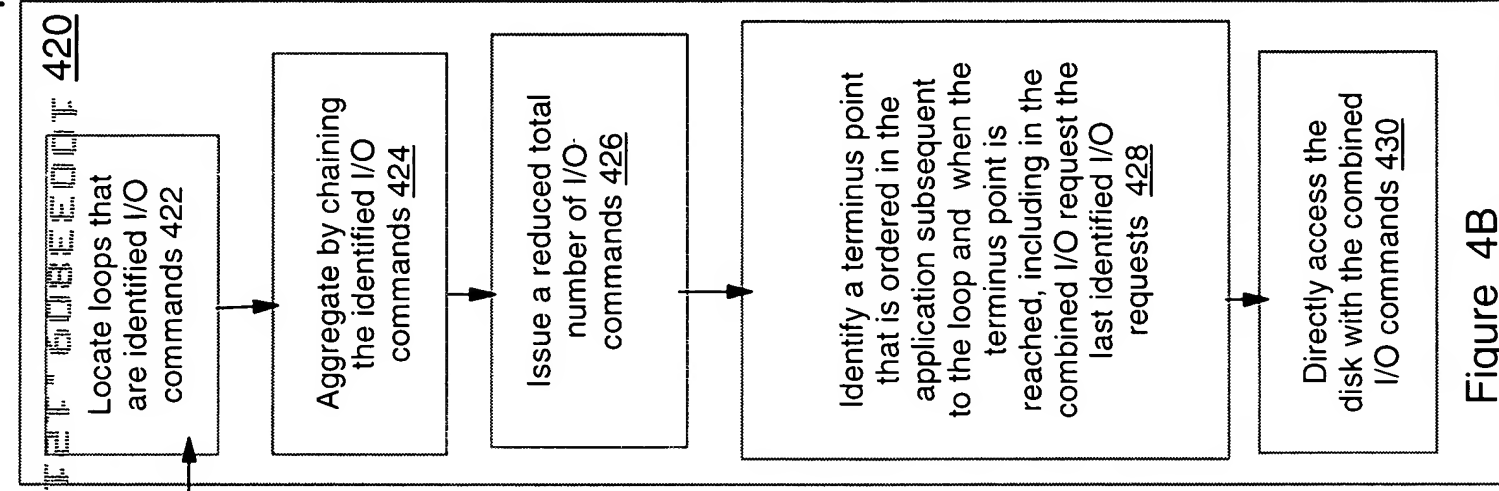 420
Locate loops that
are identified I/O
commands 422
Aggregate by chaining
the identified I/O
commands 424
Issue a reduced total
number of I/O
commands 426
Identify a terminus point
that is ordered in the
application subsequent
to the loop and when the
terminus point is
reached, including in the
combined I/O request the
last identified I/O
requests 428
Directly access the
disk with the combined
I/O commands 430
Figure 4B